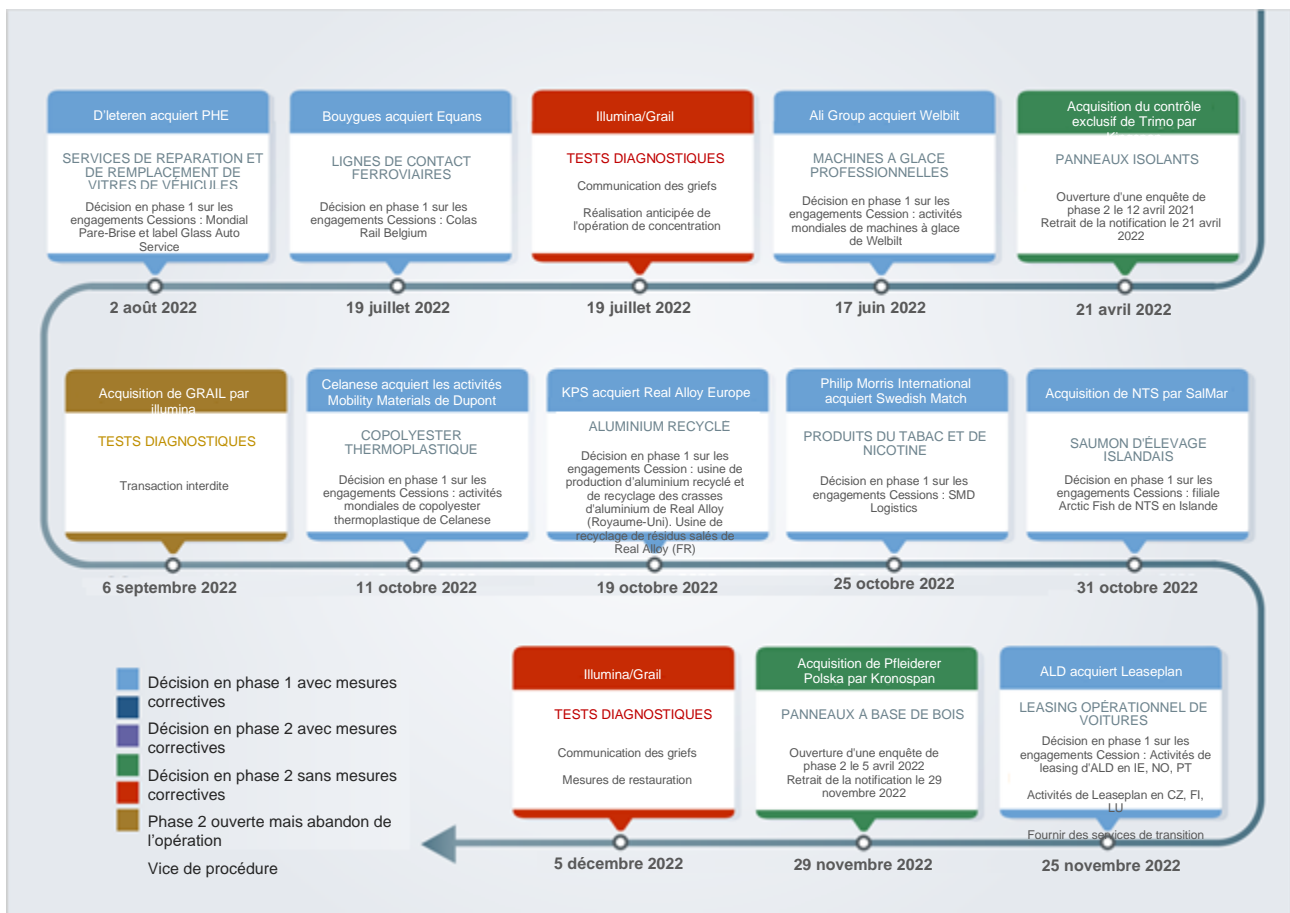 D'Ieteren acquiert PHE
SERVICES DE RÉPARATION ET
DE REMPLACEMENT DE
VITRES DE VÉHICULES
Décision en phase 1 sur les
engagements Cessions : Mondial
Pare-Brise et label Glass Auto
Service
2 août 2022
Bouygues acquiert Equans
LIGNES DE CONTACT
FERROVIAIRES
Décision en phase 1 sur les
engagements Cessions : Colas
Rail Belgium
19 juillet 2022
Illumina/Grail
TESTS DIAGNOSTIQUES
Communication des griefs
Réalisation anticipée de
l'opération de concentration
19 juillet 2022
Ali Group acquiert Welbilt
MACHINES A GLACE
PROFESSIONNELLES
Décision en phase 1 sur les
engagements Cession : activités
mondiales de machines à glace
de Welbilt
17 juin 2022
Acquisition du contrôle
exclusif de Trimo par
PANNEAUX ISOLANTS
Ouverture d'une enquête de
phase 2 le 12 avril 2021
Retrait de la notification le 21 avril
2022
21 avril 2022
Acquisition de GRAIL par
illumina
TESTS DIAGNOSTIQUES
Transaction interdite
6 septembre 2022
Celanese acquiert les activités
Mobility Materials de Dupont
COPOLYESTER
THERMOPLASTIQUE
Décision en phase 1 sur les
engagements Cessions : activités
mondiales de copolyester
thermoplastique de Celanese
11 octobre 2022
KPS acquiert Real Alloy Europe
ALUMINIUM RECYCLE
Décision en phase 1 sur les
engagements Cession : usine de
production d'aluminium recyclé et
de recyclage des crasses
d'aluminium de Real Alloy
(Royaume-Uni). Usine de
recyclage de résidus salés de
Real Alloy (FR)
19 octobre 2022
Philip Morris International
acquiert Swedish Match
PRODUITS DU TABAC ET DE
NICOTINE
Décision en phase 1 sur les
engagements Cessions : SMD
Logistics
25 octobre 2022
Acquisition de NTS par SalMar
SAUMON D'ÉLEVAGE
ISLANDAIS
Décision en phase 1 sur les
engagements Cessions : filiale
Arctic Fish de NTS en Islande
31 octobre 2022
Décision en phase 1 avec mesures
correctives
Décision en phase 2 avec mesures
correctives
Décision en phase 2 sans mesures
correctives
Phase 2 ouverte mais abandon de
l'opération
Vice de procédure
Illumina/Grail
TESTS DIAGNOSTIQUES
Communication des griefs
Mesures de restauration
5 décembre 2022
Acquisition de Pfleiderer
Polska par Kronospan
PANNEAUX A BASE DE BOIS
Ouverture d'une enquête de
phase 2 le 5 avril 2022
Retrait de la notification le 29
novembre 2022
29 novembre 2022
ALD acquiert Leaseplan
LEASING OPÉRATIONNEL DE
VOITURES
Décision en phase 1 sur les
engagements Cession : Activités de
leasing d'ALD en IE, NO, PT
Activités de Leaseplan en CZ, FI,
LU
Fournir des services de transition
25 novembre 2022